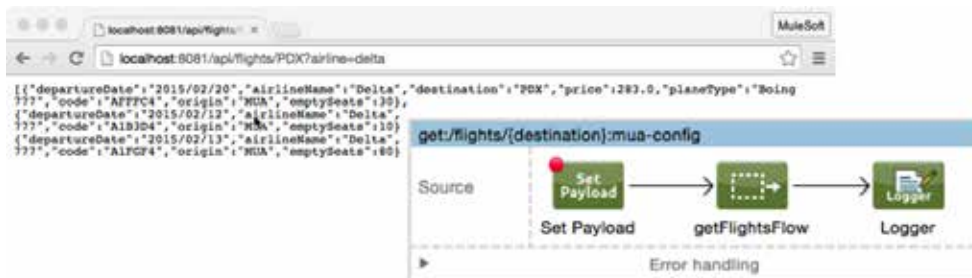 localhost:8081/api/flights/
MuleSoft
localhost:8081/api/flights/PDX?airline=delta
[{"departureDate":"2015/02/20","airlineName":"Delta","destination":"PDX","price":283.0,"planeType":"Boing
777","code":"AFFFC4","origin":"MUA","emptySeats":30},
{"departureDate":"2015/02/12","airlineName":"Delta",
777","code":"A1B3D4","origin":"MUA","emptySeats":10}
{"departureDate":"2015/02/13","airlineName":"Delta",
777","code":"A1FGF4","origin":"MUA","emptySeats":80}
get:/flights/{destination}:mua-config
Source
Set
Payload
Logger
Set Payload
getFlightsFlow
Logger
Error handling